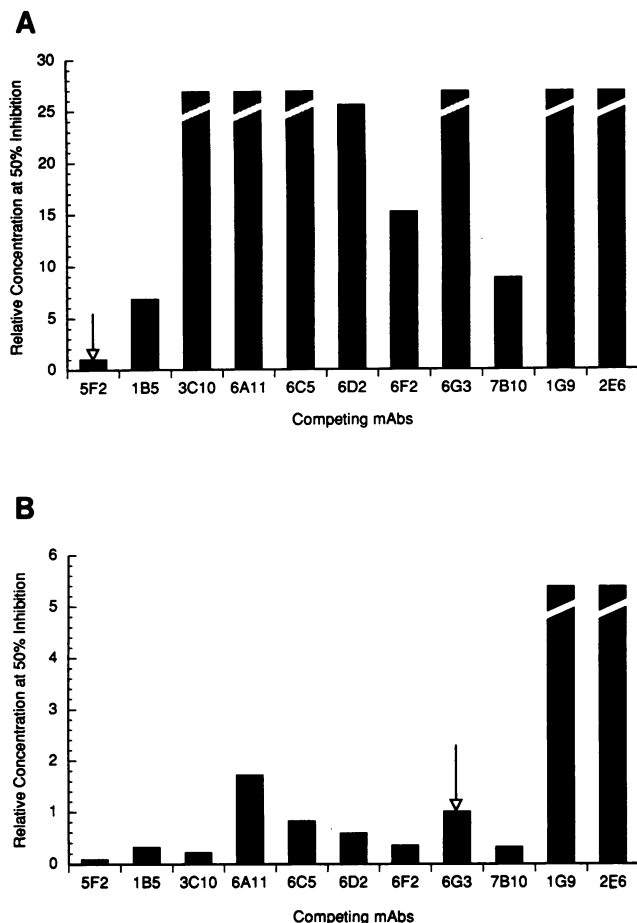 A
Relative Concentration at 50% Inhibition
30
25
20
15
10
5
0
5F2 1B5 3C10 6A11 6C5 6D2 6F2 6G3 7B10 1G9 2E6
Competing mAbs
B
Relative Concentration at 50% Inhibition
6
5
4
3
2
1
0
5F2 1B5 3C10 6A11 6C5 6D2 6F2 6G3 7B10 1G9 2E6
Competing mAbs